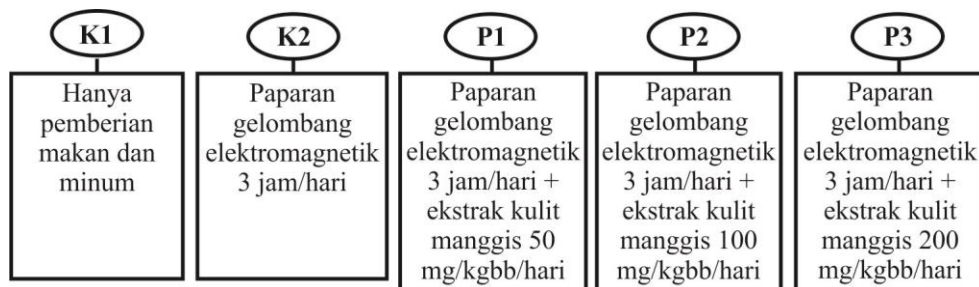 K1
Hanya
pemberian
makan dan
minum
K2
Paparan
gelombang
elektromagnetik
3 jam/hari
P1
Paparan
gelombang
elektromagnetik
3 jam/hari +
ekstrak kulit
manggis 50
mg/kgbb/hari
P2
Paparan
gelombang
elektromagnetik
3 jam/hari +
ekstrak kulit
manggis 100
mg/kgbb/hari
P3
Paparan
gelombang
elektromagnetik
3 jam/hari +
ekstrak kulit
manggis 200
mg/kgbb/hari